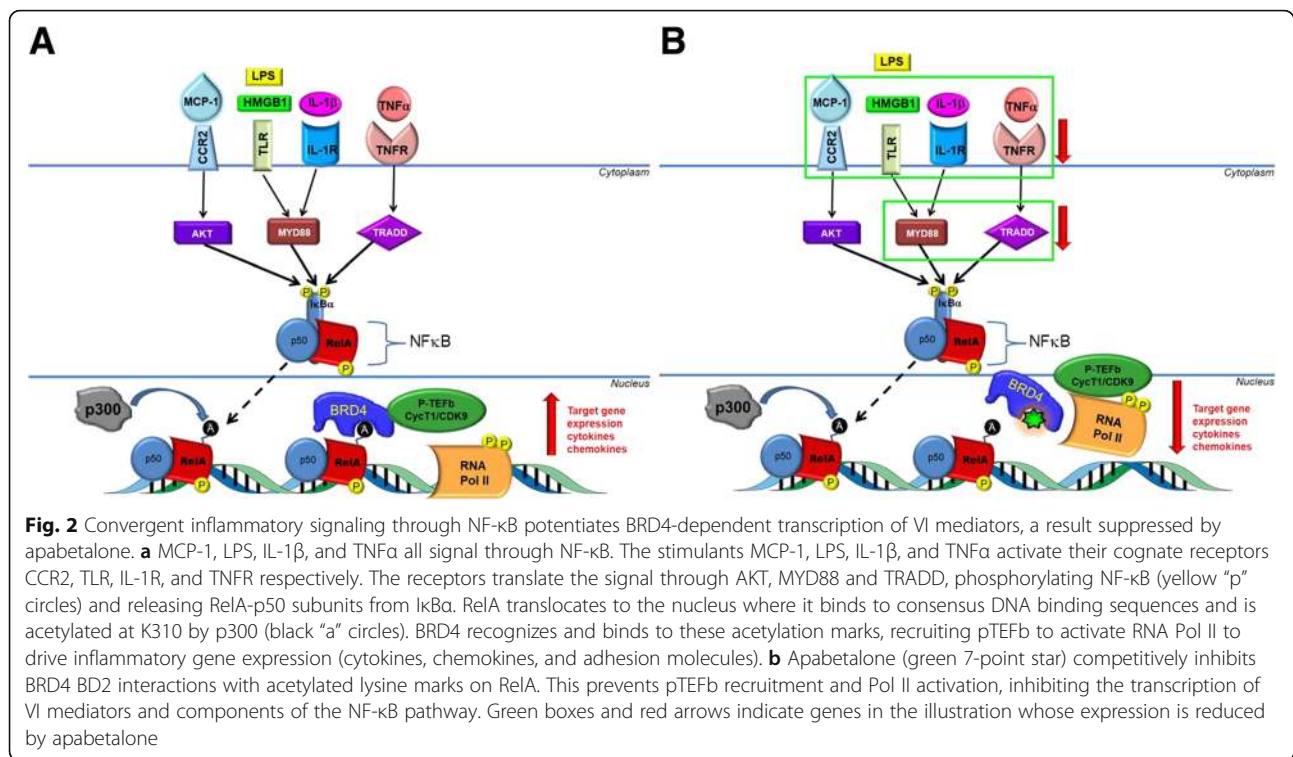 A
LPS
MCP-1
HMGB1
IL-1β
TNFα
CCR2
TLR
IL-1R
TNFR
Cytoplasm
AKT
MYD88
TRADD
P
P
IκBα
p50
RelA
P
NFκB
Nucleus
p300
A
BRD4
A
P-TEFb
CycT1/CDK9
Target gene
expression
cytokines
chemokines
p50
RelA
P
p50
RelA
P
P
P
RNA
Pol II
B
LPS
MCP-1
HMGB1
IL-1β
TNFα
CCR2
TLR
IL-1R
TNFR
Cytoplasm
AKT
MYD88
TRADD
P
P
IκBα
p50
RelA
P
NFκB
Nucleus
p300
A
A
BRD4
P-TEFb
CycT1/CDK9
P
P
RNA
Pol II
Target gene
expression
cytokines
chemokines
p50
RelA
P
p50
RelA
P
Fig. 2 Convergent inflammatory signaling through NF-κB potentiates BRD4-dependent transcription of VI mediators, a result suppressed by
apabetalone. a MCP-1, LPS, IL-1β, and TNFα all signal through NF-κB. The stimulants MCP-1, LPS, IL-1β, and TNFα activate their cognate receptors
CCR2, TLR, IL-1R, and TNFR respectively. The receptors translate the signal through AKT, MYD88 and TRADD, phosphorylating NF-κB (yellow “p”
circles) and releasing RelA-p50 subunits from IκBα. RelA translocates to the nucleus where it binds to consensus DNA binding sequences and is
acetylated at K310 by p300 (black “a” circles). BRD4 recognizes and binds to these acetylation marks, recruiting pTEFb to activate RNA Pol II to
drive inflammatory gene expression (cytokines, chemokines, and adhesion molecules). b Apabetalone (green 7-point star) competitively inhibits
BRD4 BD2 interactions with acetylated lysine marks on RelA. This prevents pTEFb recruitment and Pol II activation, inhibiting the transcription of
VI mediators and components of the NF-κB pathway. Green boxes and red arrows indicate genes in the illustration whose expression is reduced
by apabetalone